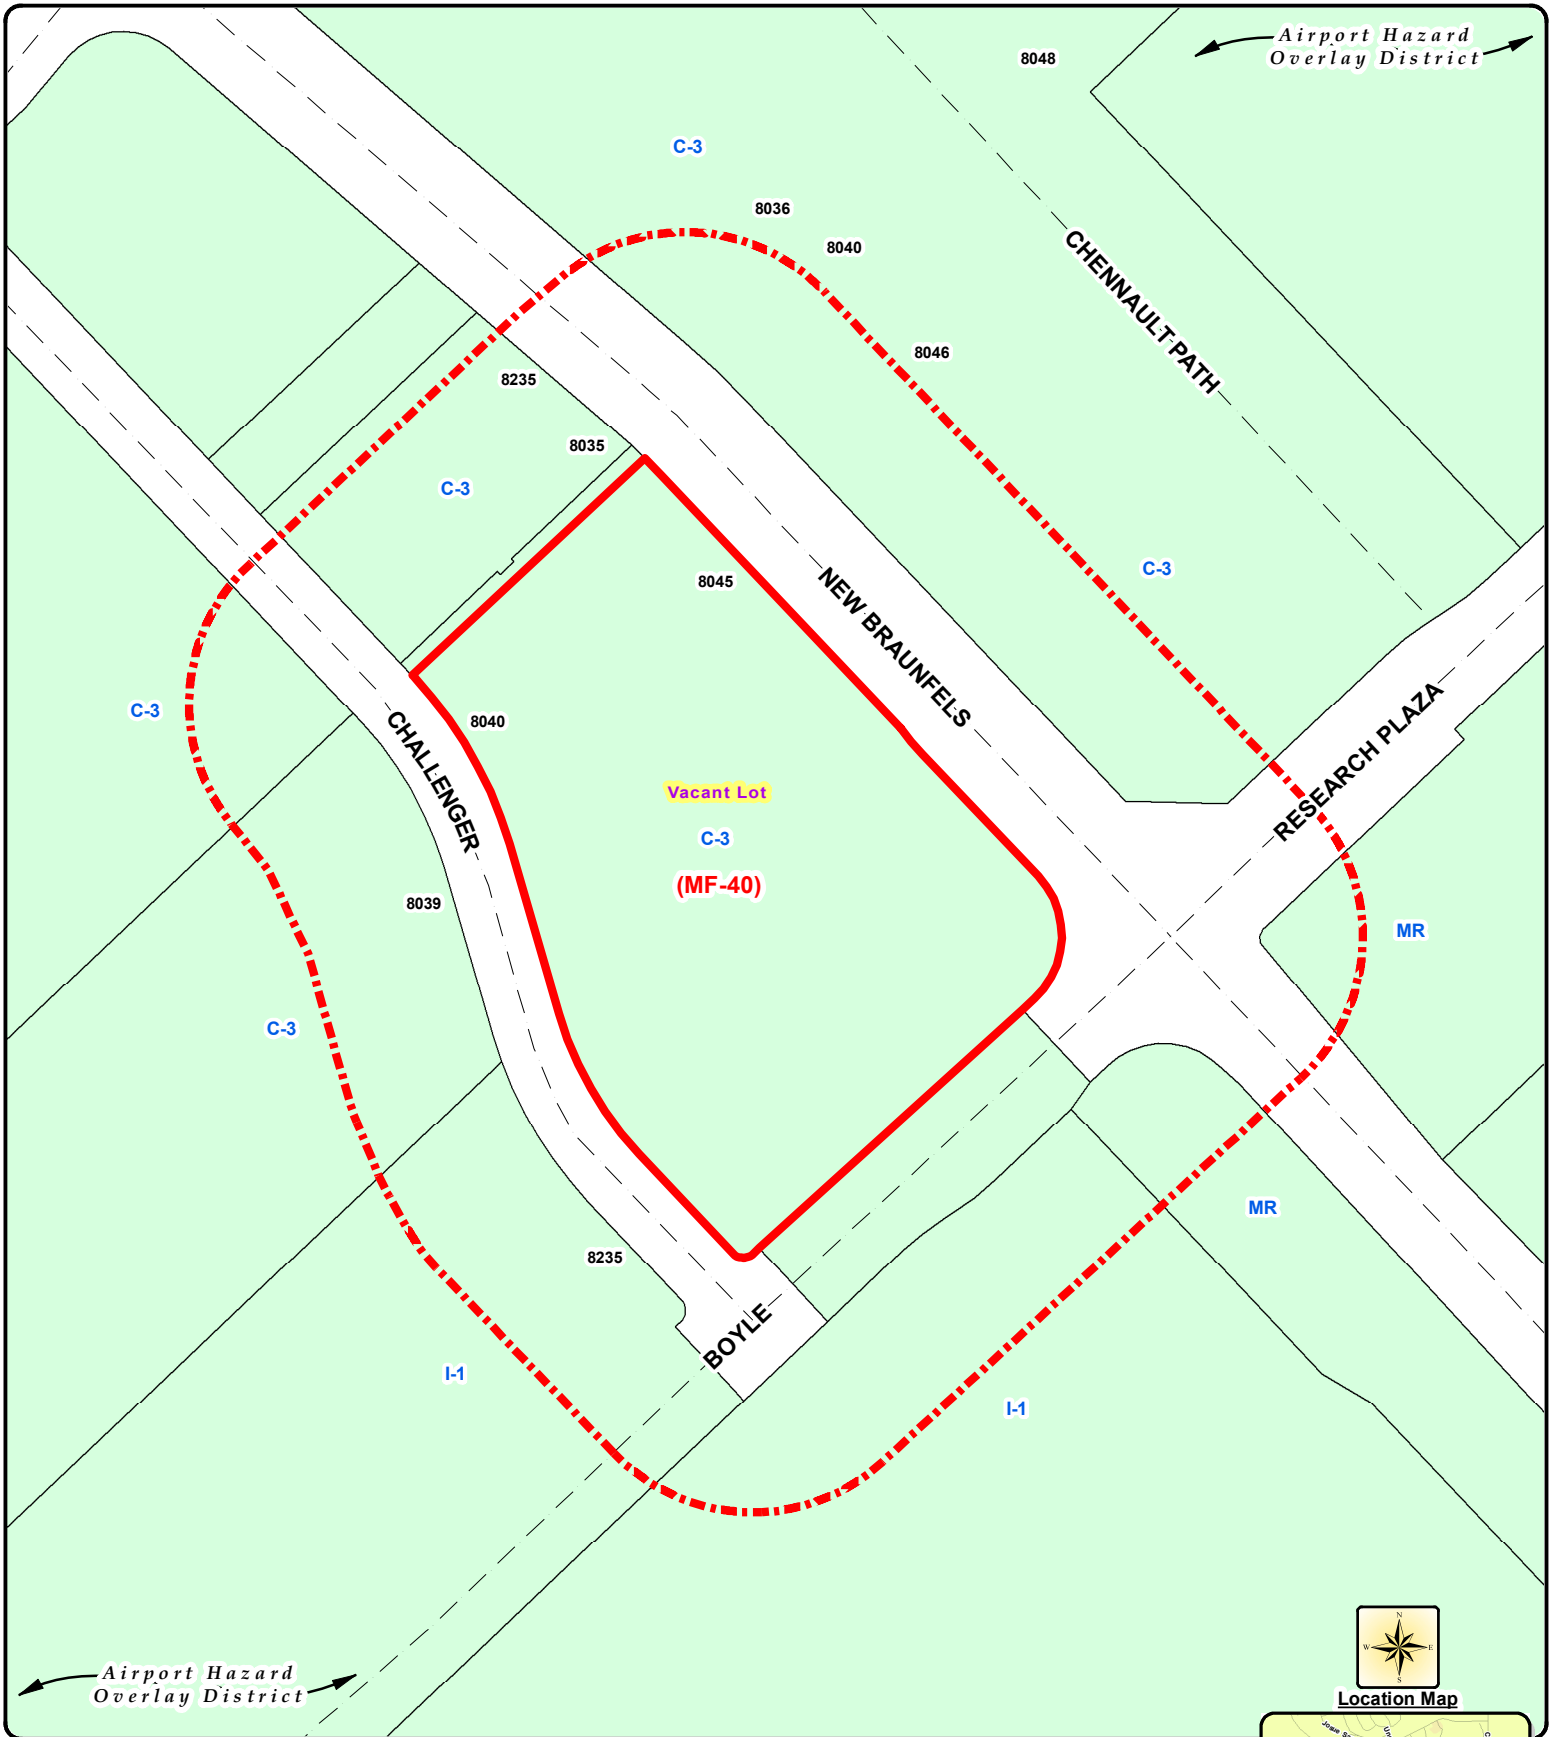 Airport Hazard
Overlay District
8048
C-3
8036
8040
CHENNAULT PATH
8046
8235
8035
C-3
C-3
8045
NEW BRAUNFELS
RESEARCH PLAZA
C-3
8040
CHALLENGER
Vacant Lot
C-3
(MF-40)
8039
MR
C-3
MR
8235
BOYLE
I-1
I-1
N
W
E
S
Airport Hazard
Overlay District
Location Map